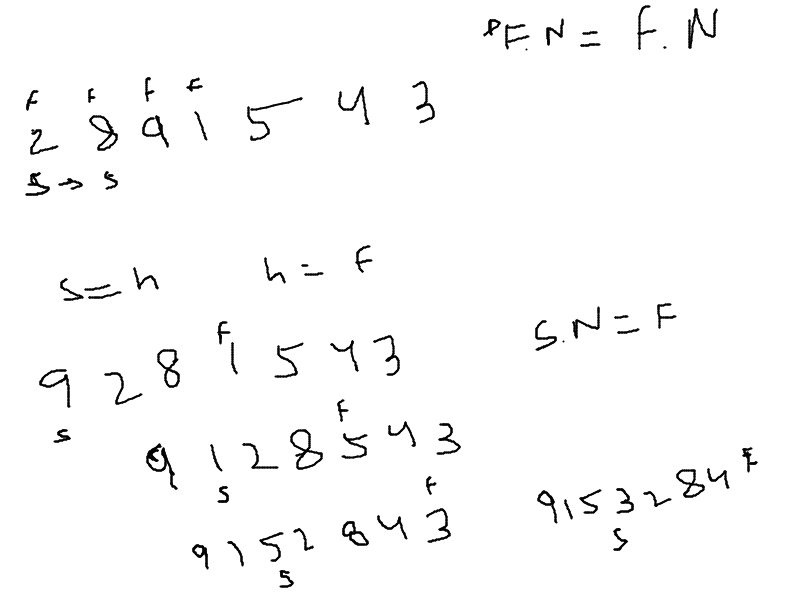 PF.N = F.N
F F F F
2 8 9 1 5 4 3
S → S
S = h h = F
F
9 2 8 1 5 4 3
S
S.N = F
F
9 1 2 8 5 4 3
S
F
9 1 5 2 8 4 3
S
F
9 1 5 3 2 8 4
S